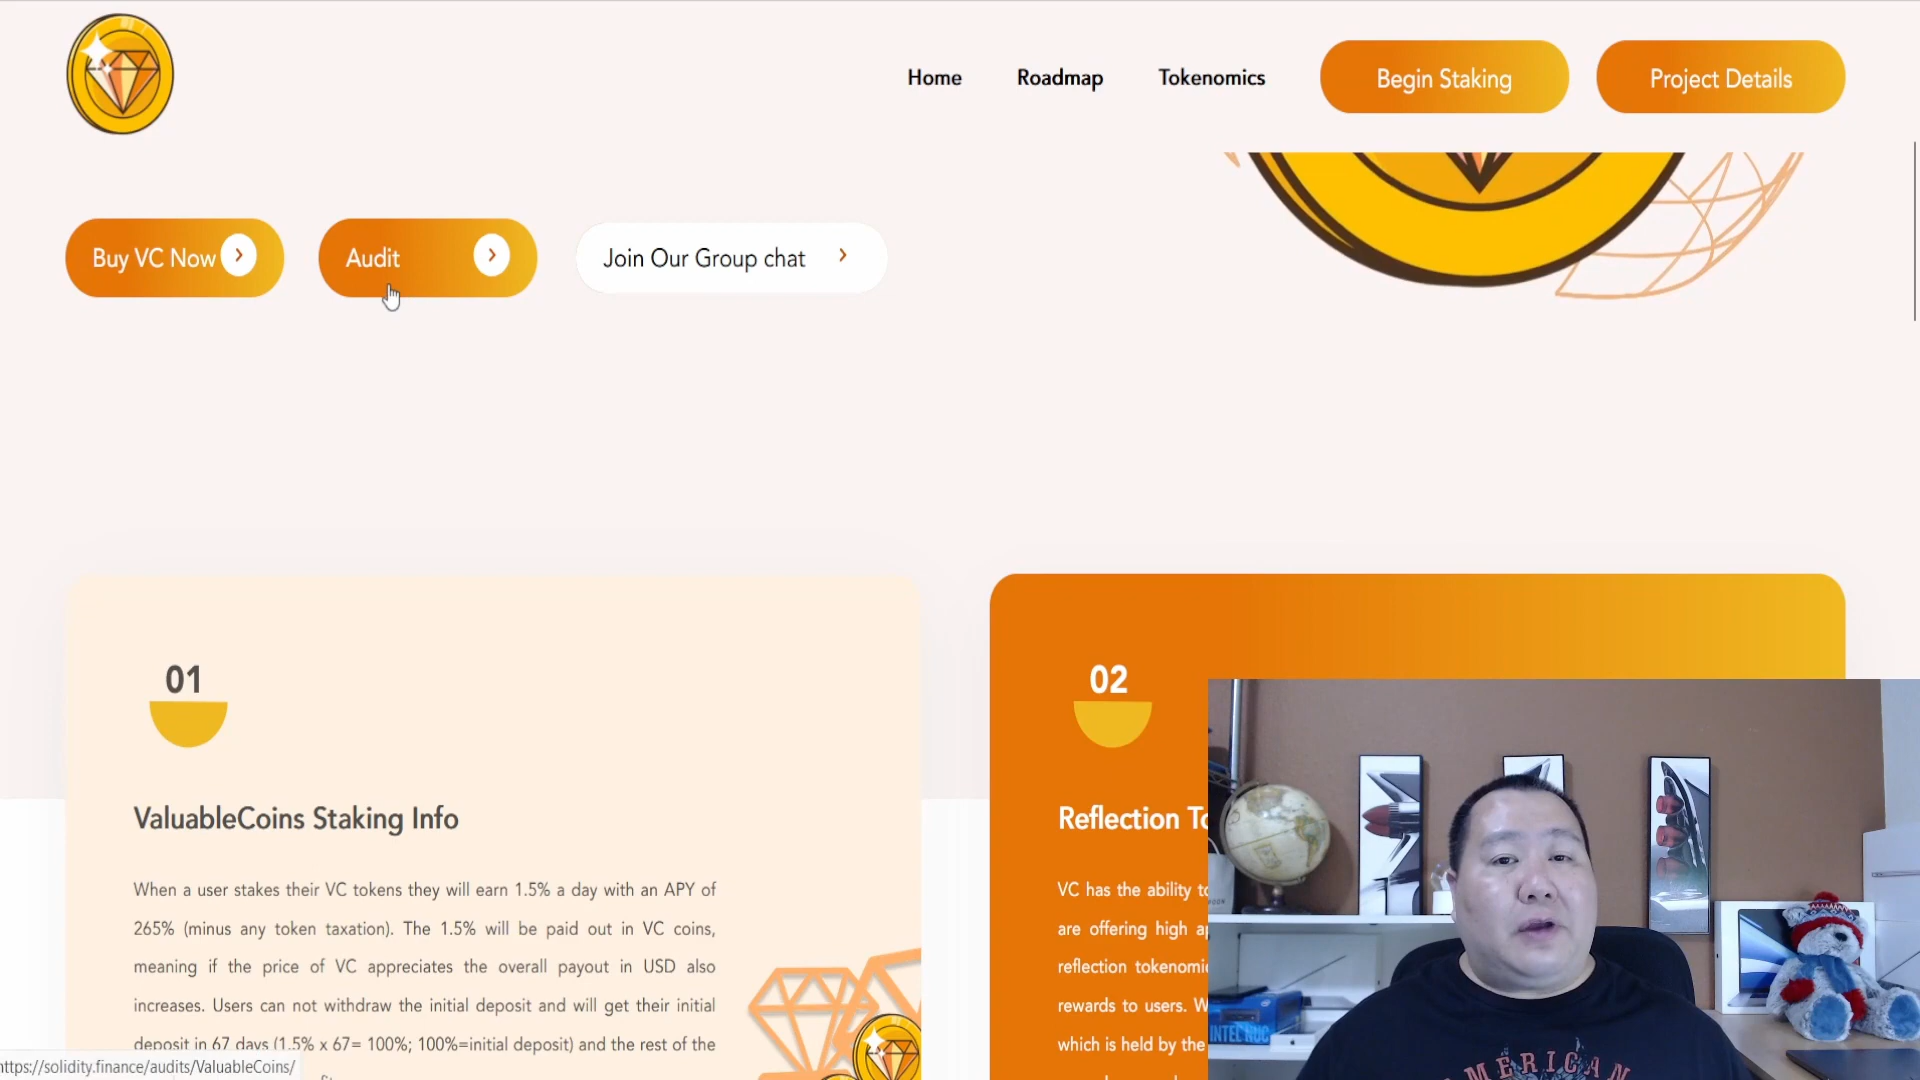 Home
Roadmap
Tokenomics
Begin Staking
Project Details
Buy VC Now
Audit
Join Our Group chat
01
ValuableCoins Staking Info
When a user stakes their VC tokens they will earn 1.5% a day with an APY of
265% (minus any token taxation). The 1.5% will be paid out in VC coins,
meaning if the price of VC appreciates the overall payout in USD also
increases. Users can not withdraw the initial deposit and will get their initial
deposit in 67 days (1.5% x 67= 100%; 100%=initial deposit) and the rest of the
02
Reflection
VC has the ability
are offering high
reflection
rewards to users.
which is held by the
https://solidity.finance/audits/ValuableCoins/
INTEL NUC
AMERICAN